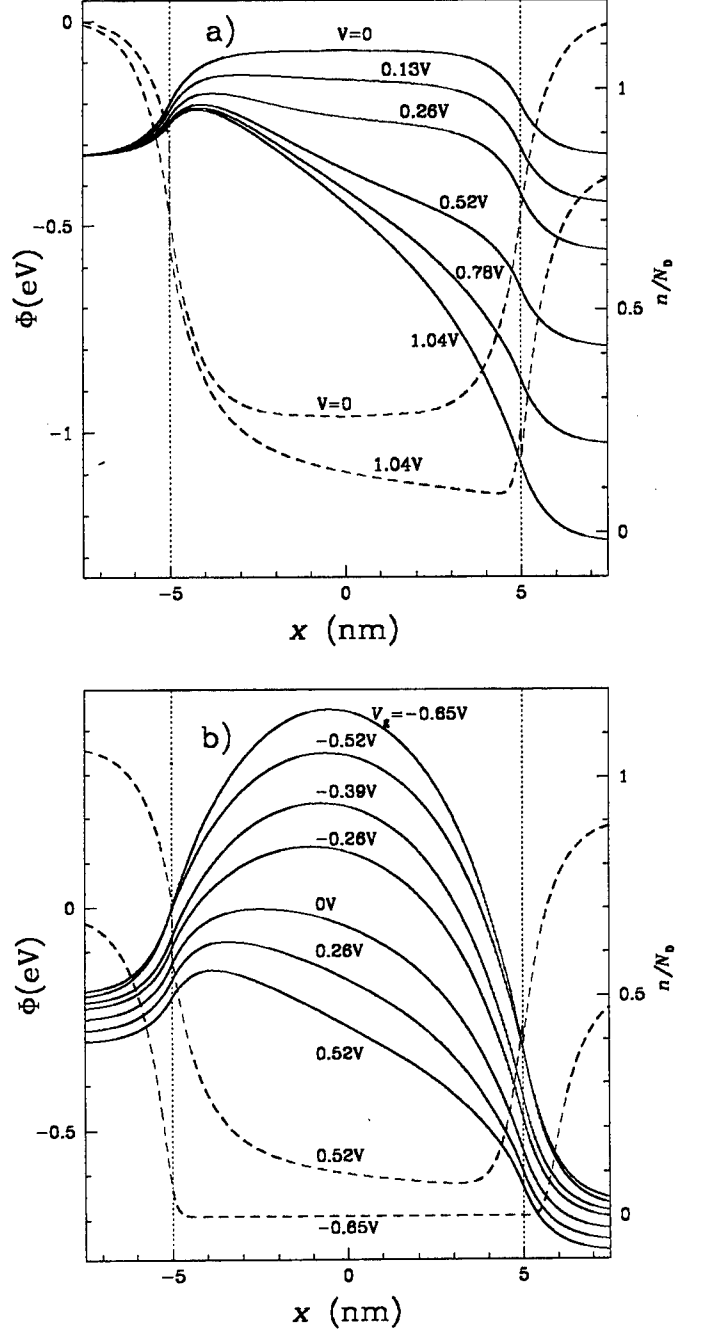 a)
V=0
0.13V
0.26V
0.52V
0.78V
1.04V
V=0
1.04V
0
−0.5
−1
Φ(eV)
1
0.5
0
n/N_D
−5
0
5
x (nm)
b)
V_g=−0.65V
−0.52V
−0.39V
−0.26V
0V
0.26V
0.52V
0.52V
−0.65V
0
−0.5
Φ(eV)
1
0.5
0
n/N_D
−5
0
5
x (nm)